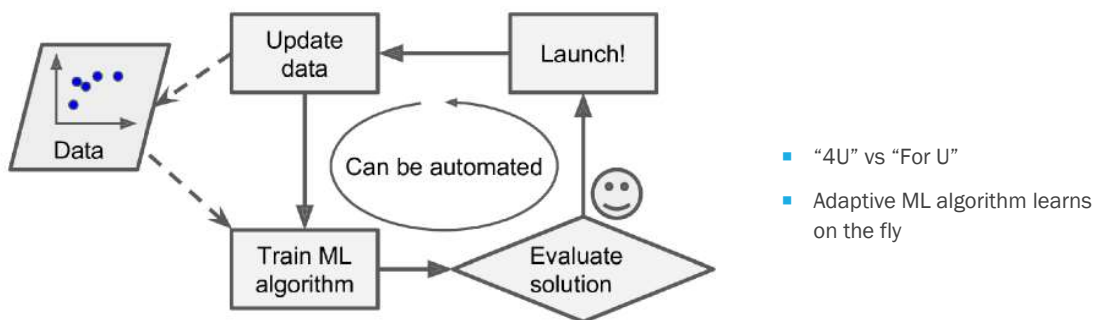 Update
data
Launch!
Data
Can be automated
Train ML
algorithm
Evaluate
solution
“4U” vs “For U”
Adaptive ML algorithm learns
on the fly